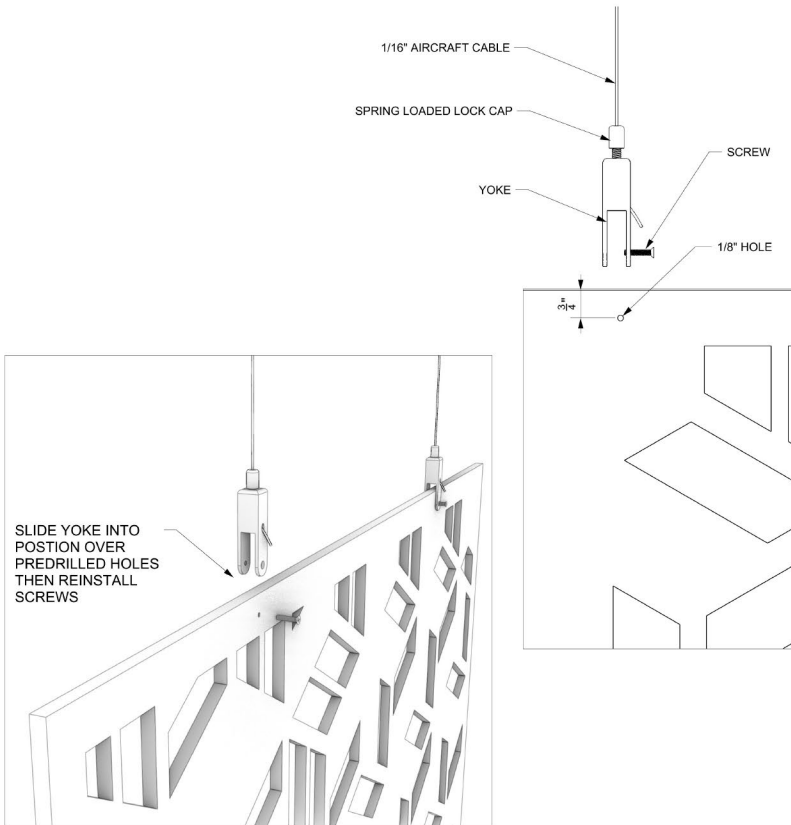 1/16" AIRCRAFT CABLE
SPRING LOADED LOCK CAP
SCREW
YOKE
1/8" HOLE
3/4"
SLIDE YOKE INTO
POSTION OVER
PREDRILLED HOLES
THEN REINSTALL
SCREWS